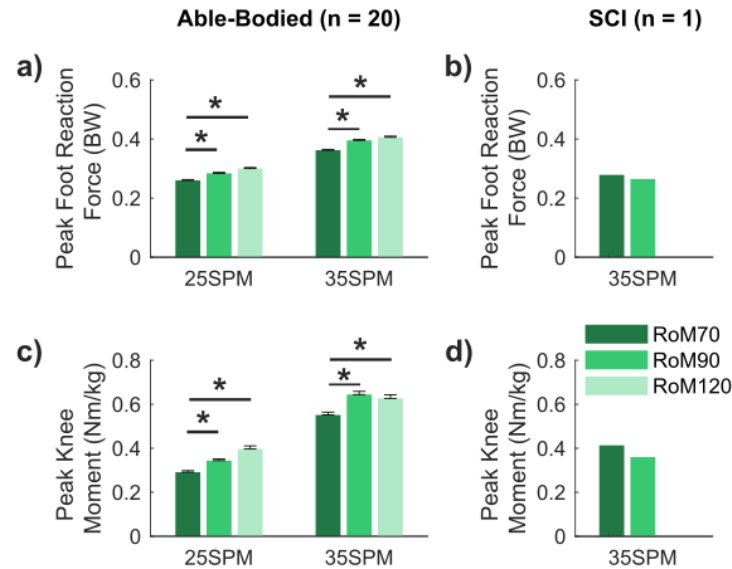 Able-Bodied (n = 20)
SCI (n = 1)
a)
Peak Foot Reaction
Force (BW)
0.6
0.4
0.2
0
*
*
*
*
25SPM
35SPM
b)
Peak Foot Reaction
Force (BW)
0.6
0.4
0.2
0
35SPM
c)
Peak Knee
Moment (Nm/kg)
0.8
0.6
0.4
0.2
0
*
*
*
*
25SPM
35SPM
d)
Peak Knee
Moment (Nm/kg)
0.8
0.6
0.4
0.2
0
RoM70
RoM90
RoM120
35SPM